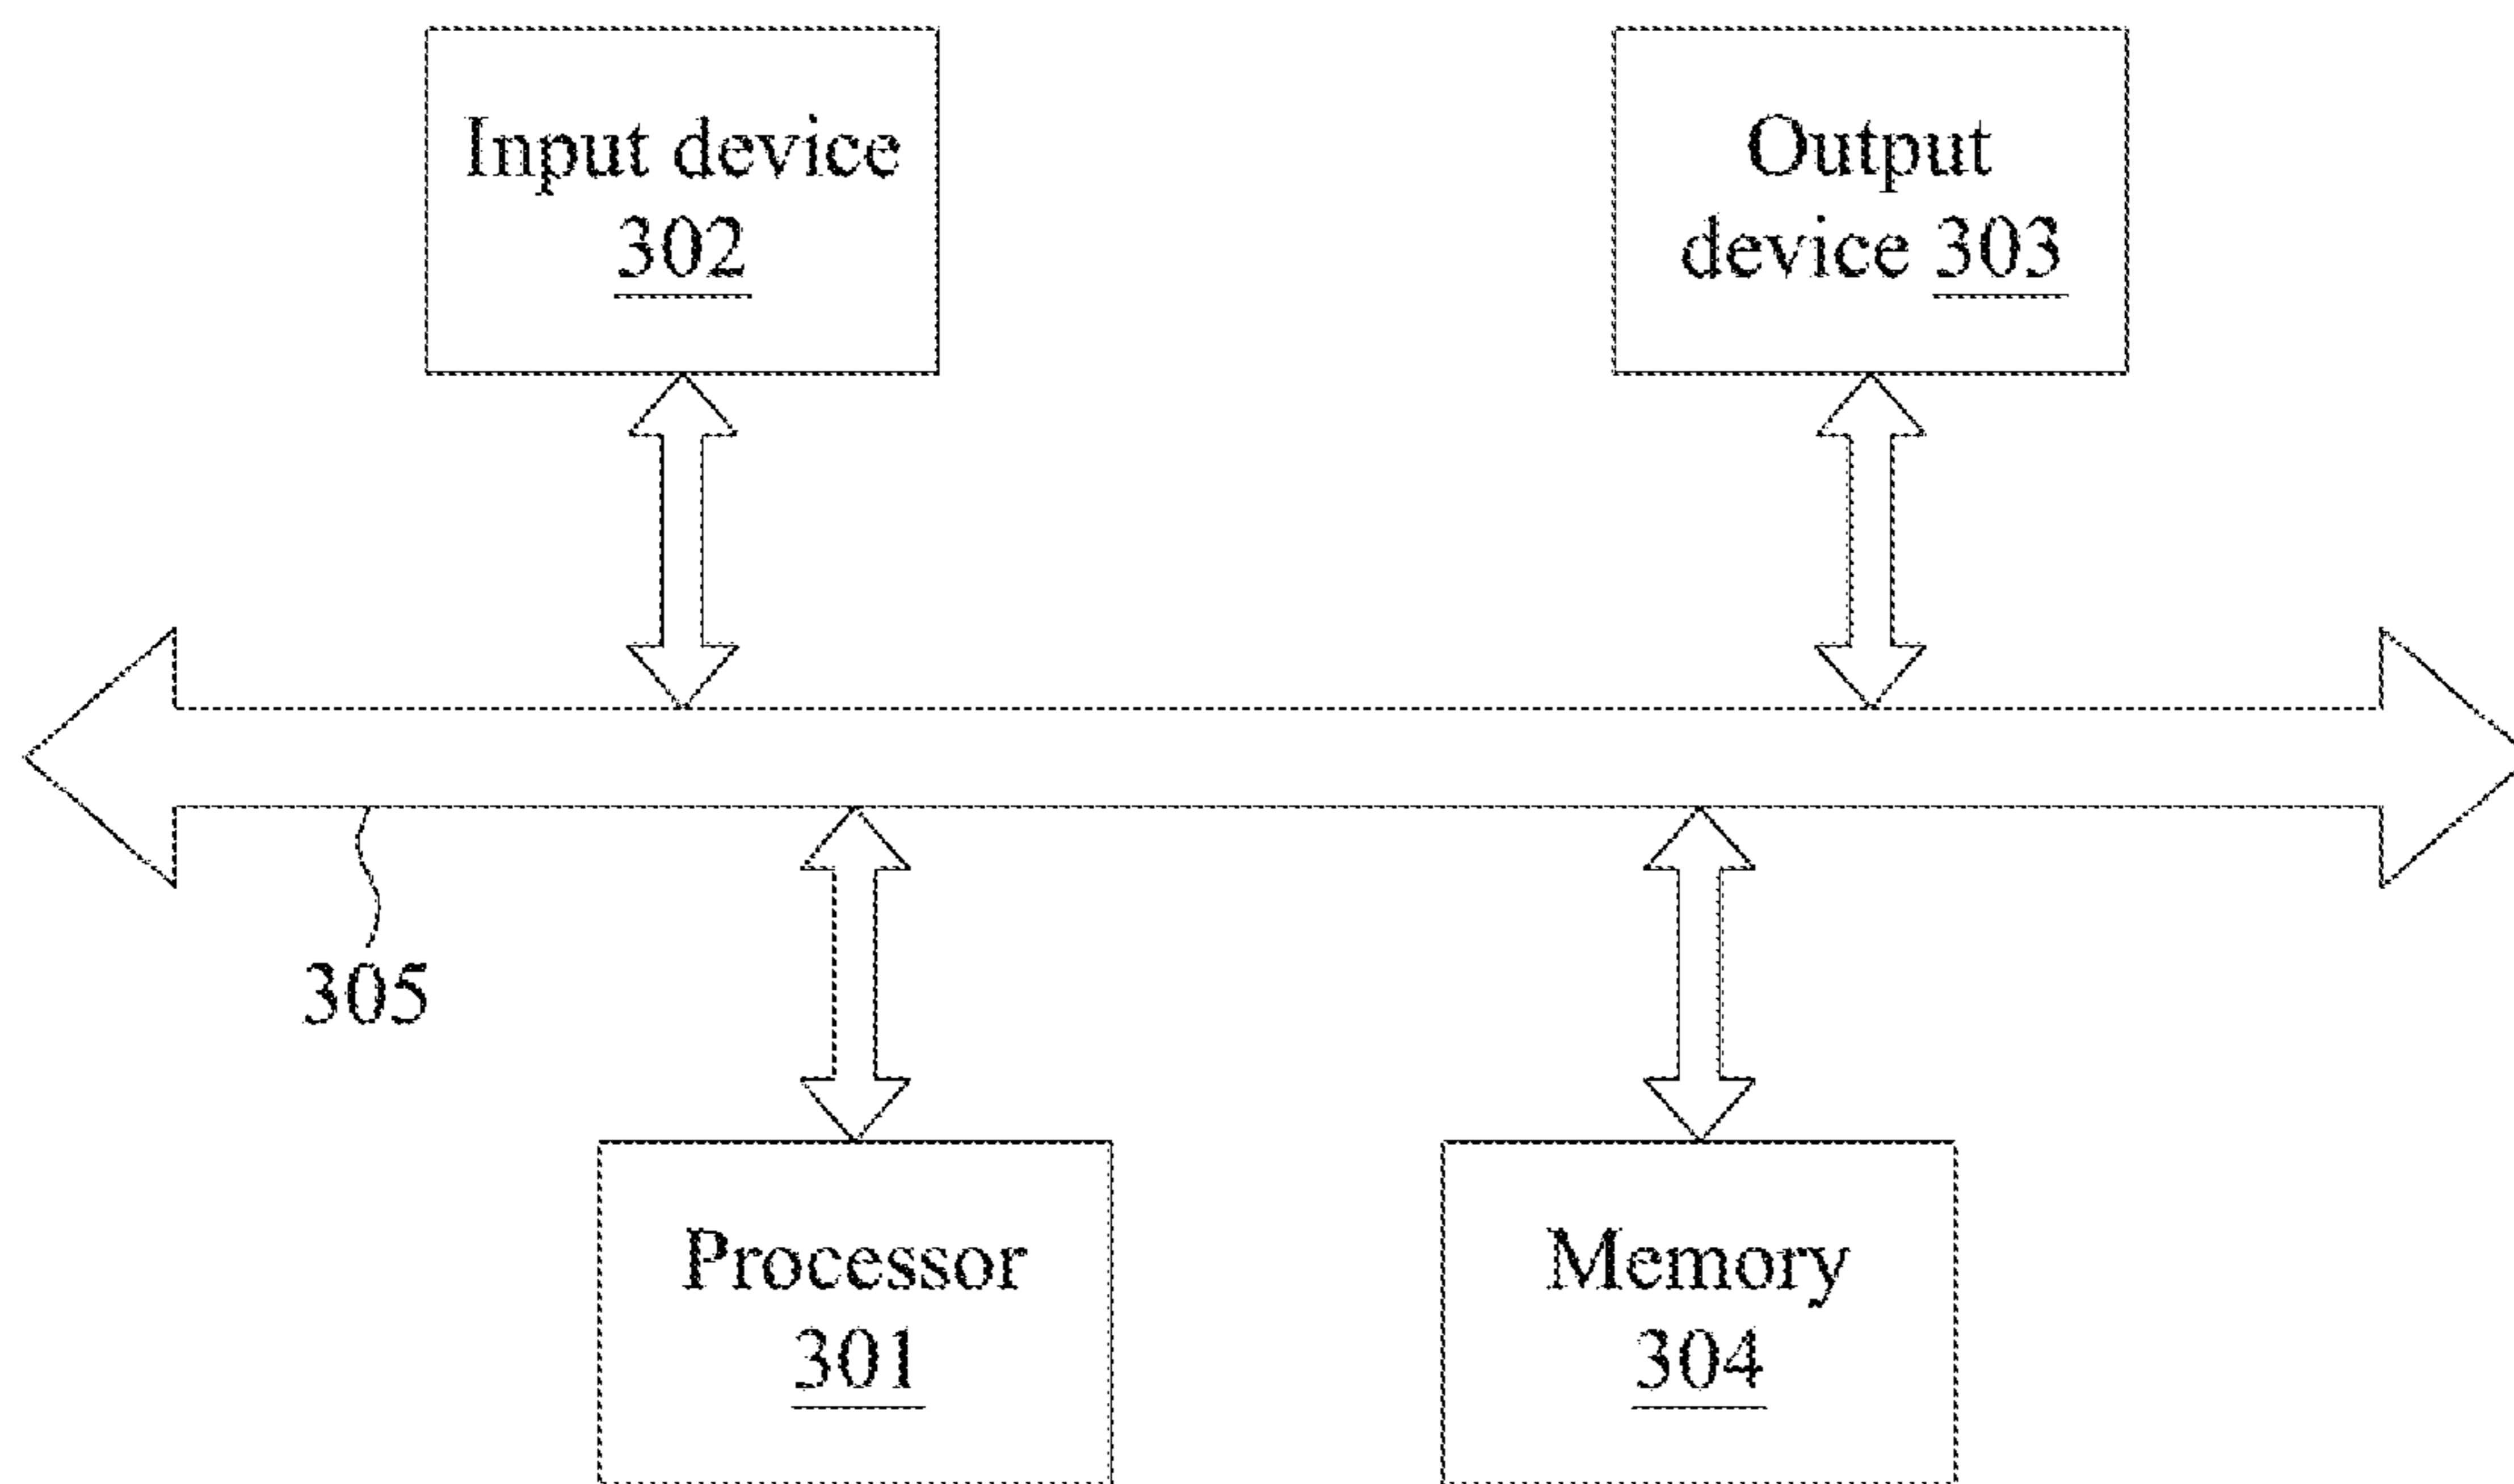 Input device
302
Output
device 303
305
Processor
301
Memory
304